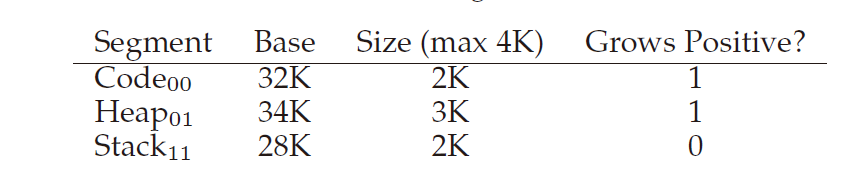 Segment Base Size (max 4K) Grows Positive?
Code00 32K 2K 1
Heap01 34K 3K 1
Stack11 28K 2K 0